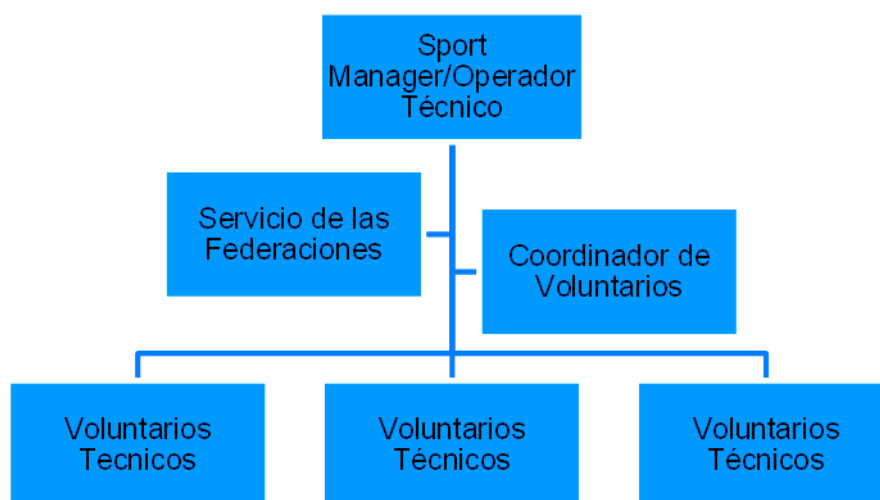 Sport
Manager/Operador
Técnico
Servicio de las
Federaciones
Coordinador de
Voluntarios
Voluntarios
Tecnicos
Voluntarios
Técnicos
Voluntarios
Técnicos